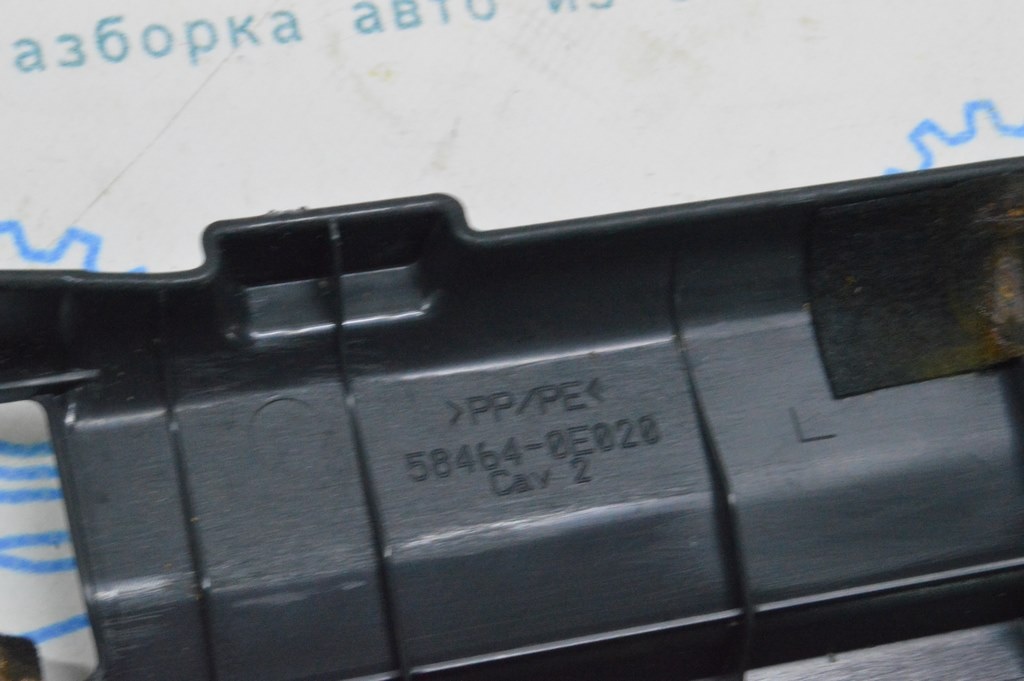 азборка авто из
>PP/PE<
58464-0E020
Cav 2
L